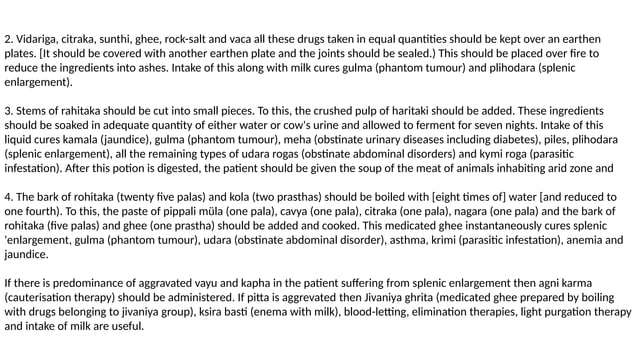 2. Vidariga, citraka, sunthi, ghee, rock-salt and vaca all these drugs taken in equal quantities should be kept over an earthen
plates. [It should be covered with another earthen plate and the joints should be sealed.) This should be placed over fire to
reduce the ingredients into ashes. Intake of this along with milk cures gulma (phantom tumour) and plihodara (splenic
enlargement).
3. Stems of rahitaka should be cut into small pieces. To this, the crushed pulp of haritaki should be added. These ingredients
should be soaked in adequate quantity of either water or cow's urine and allowed to ferment for seven nights. Intake of this
liquid cures kamala (jaundice), gulma (phantom tumour), meha (obstinate urinary diseases including diabetes), piles, plihodara
(splenic enlargement), all the remaining types of udara rogas (obstinate abdominal disorders) and kymi roga (parasitic
infestation). After this potion is digested, the patient should be given the soup of the meat of animals inhabiting arid zone and
4. The bark of rohitaka (twenty five palas) and kola (two prasthas) should be boiled with [eight times of] water [and reduced to
one fourth). To this, the paste of pippali mūla (one pala), cavya (one pala), citraka (one pala), nagara (one pala) and the bark of
rohitaka (five palas) and ghee (one prastha) should be added and cooked. This medicated ghee instantaneously cures splenic
'enlargement, gulma (phantom tumour), udara (obstinate abdominal disorder), asthma, krimi (parasitic infestation), anemia and
jaundice.
If there is predominance of aggravated vayu and kapha in the patient suffering from splenic enlargement then agni karma
(cauterisation therapy) should be administered. If pitta is aggrevated then Jivaniya ghrita (medicated ghee prepared by boiling
with drugs belonging to jivaniya group), ksira basti (enema with milk), blood-letting, elimination therapies, light purgation therapy
and intake of milk are useful.